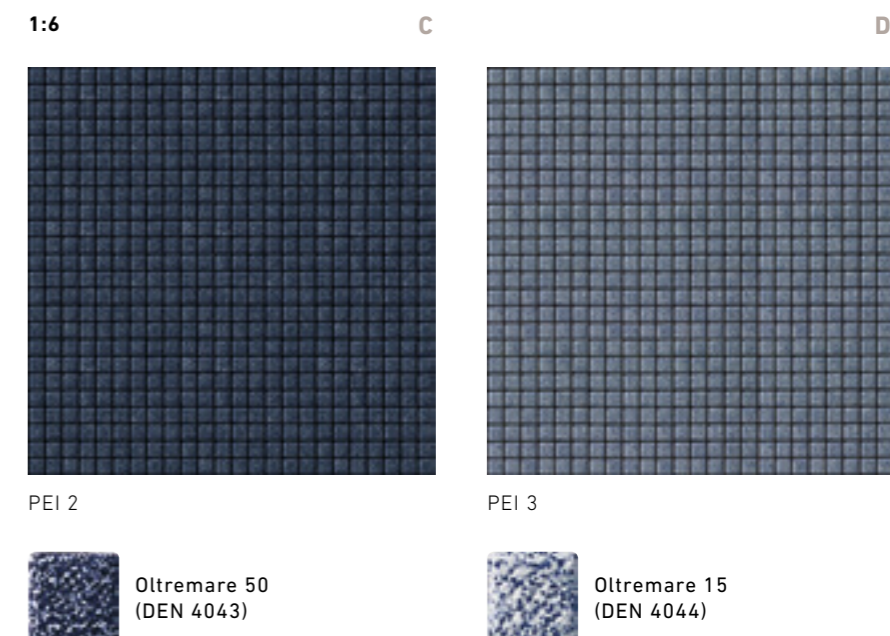 1:6
C
D
PEI 2
PEI 3
Oltremare 50
(DEN 4043)
Oltremare 15
(DEN 4044)